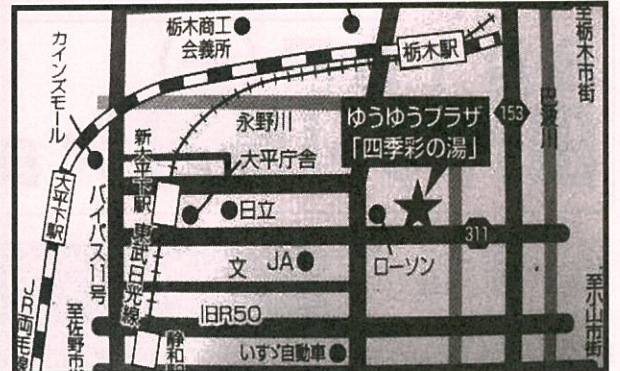 栃木商工
会議所
栃木駅
至栃木市街
カインズモール
永野川
ゆうゆうプラザ
「四季彩の湯」
153
巴波川
新大平下駅
大平庁舎
大平下駅
バイパス11号
日立
東武日光線
311
文
JA
ローソン
JR両毛線
至佐野市街
IBR50
静和駅
いすゞ自動車
至小山市街